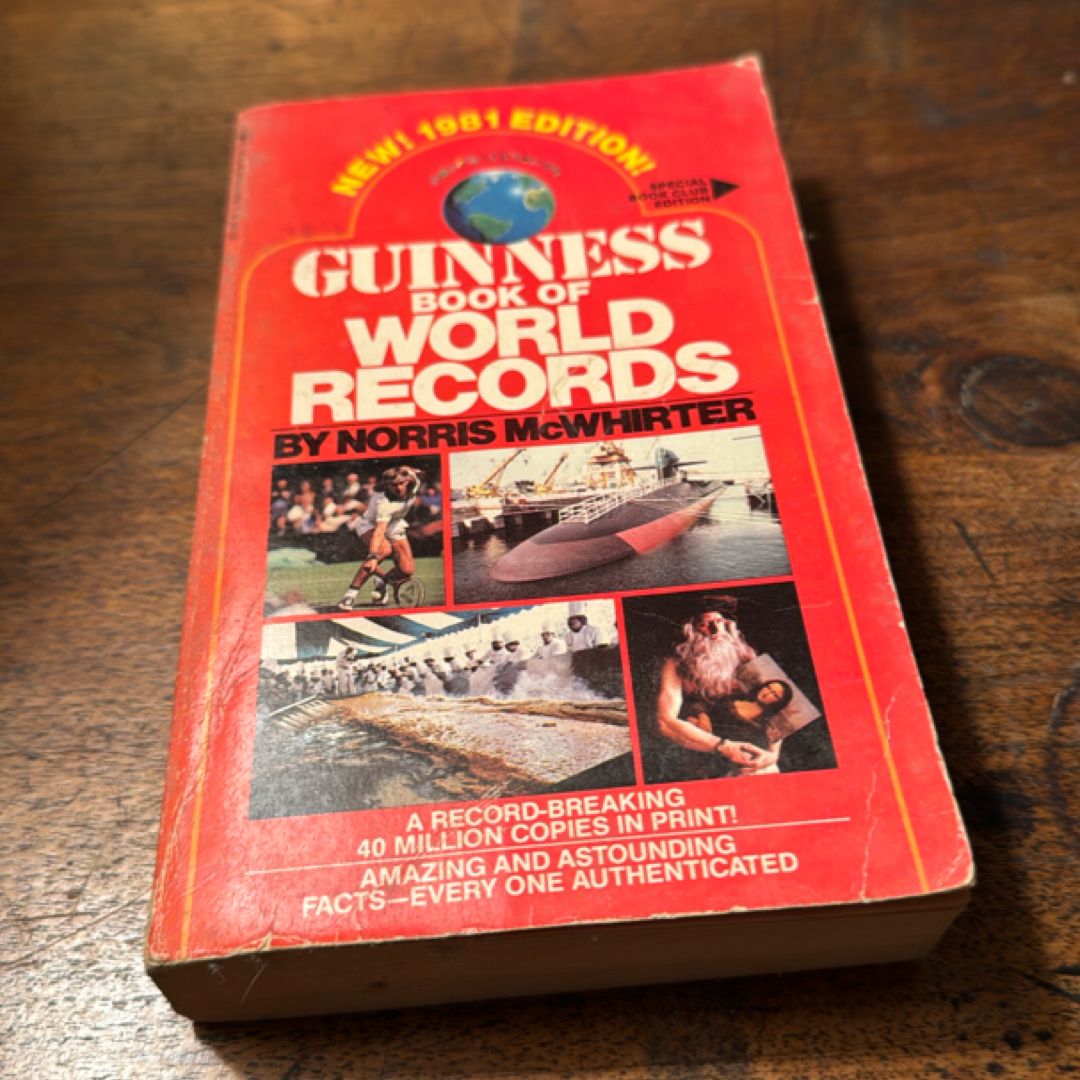 NEW! 1981 EDITION!
SPECIAL
BOOK CLUB
EDITION
GUINNESS
BOOK OF
WORLD
RECORDS
BY NORRIS McWHIRTER
A RECORD-BREAKING
40 MILLION COPIES IN PRINT!
AMAZING AND ASTOUNDING
FACTS—EVERY ONE AUTHENTICATED